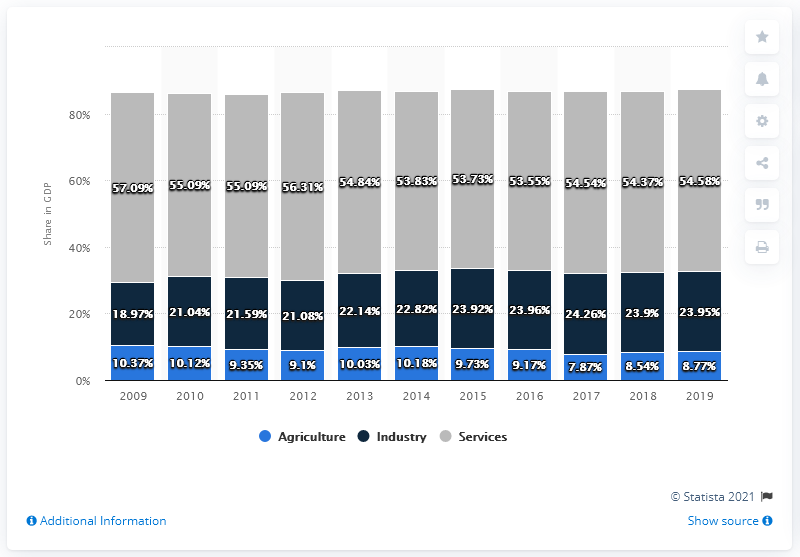 Share in GDP
80%
60%
40%
20%
0%
57.09% 55.09% 55.09% 56.31% 54.84% 53.83% 53.73% 53.55% 54.54% 54.37% 54.58%
18.97% 21.04% 21.59% 21.08% 22.14% 22.82% 23.92% 23.96% 24.26% 23.9% 23.95%
10.37% 10.12% 9.35% 9.1% 10.03% 10.18% 9.73% 9.17% 7.87% 8.54% 8.77%
2009 2010 2011 2012 2013 2014 2015 2016 2017 2018 2019
Agriculture Industry Services
© Statista 2021
Additional Information Show source